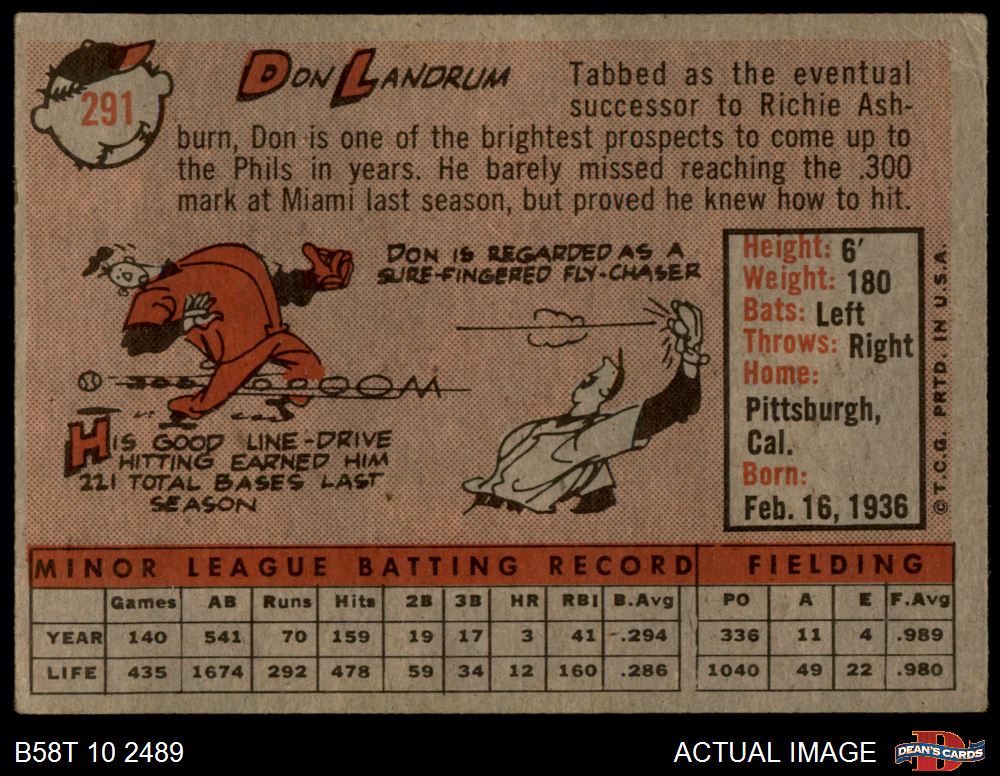 291
DON LANDRUM
Tabbed as the eventual
successor to Richie Ash-
burn, Don is one of the brightest prospects to come up to
the Phils in years. He barely missed reaching the .300
mark at Miami last season, but proved he knew how to hit.
DON IS REGARDED AS A
SURE-FINGERED FLY-CHASER
HIS GOOD LINE-DRIVE
HITTING EARNED HIM
221 TOTAL BASES LAST
SEASON
Height: 6'
Weight: 180
Bats: Left
Throws: Right
Home:
Pittsburgh,
Cal.
Born:
Feb. 16, 1936
© T.C.G. PRTD. IN U.S.A.
MINOR LEAGUE BATTING RECORD FIELDING
Games AB Runs Hits 2B 3B HR RBI B.Avg PO A E F.Avg
YEAR 140 541 70 159 19 17 3 41 .294 336 11 4 .989
LIFE 435 1674 292 478 59 34 12 160 .286 1040 49 22 .980
B58T 10 2489
ACTUAL IMAGE
DEAN'S CARDS